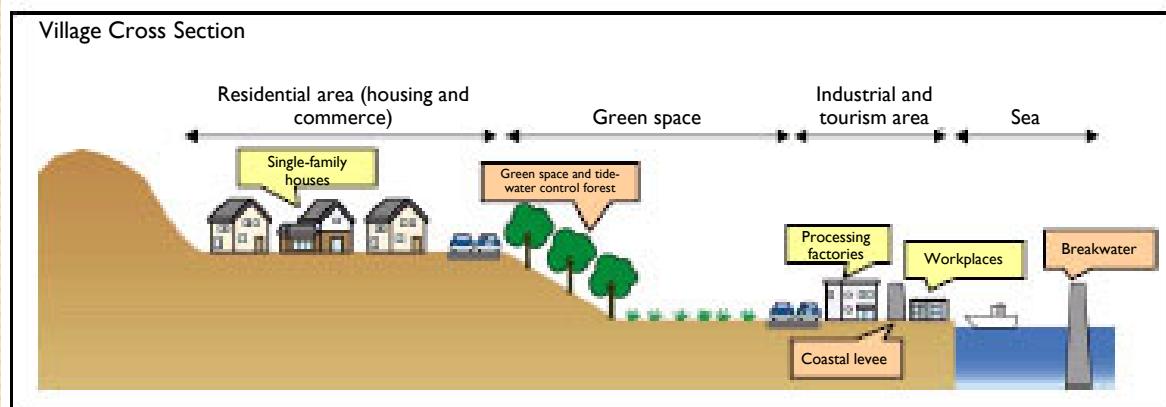 Village Cross Section
Residential area (housing and
commerce)
Green space
Industrial and
tourism area
Sea
Single-family
houses
Green space and tide-
water control forest
Processing
factories
Workplaces
Breakwater
Coastal levee